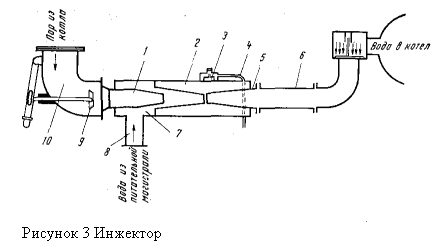 Пар из
котла
1
2
3
4
5
6
Вода в котел
7
8
9
10
Вода из
питательной
магистрали
Рисунок 3 Инжектор